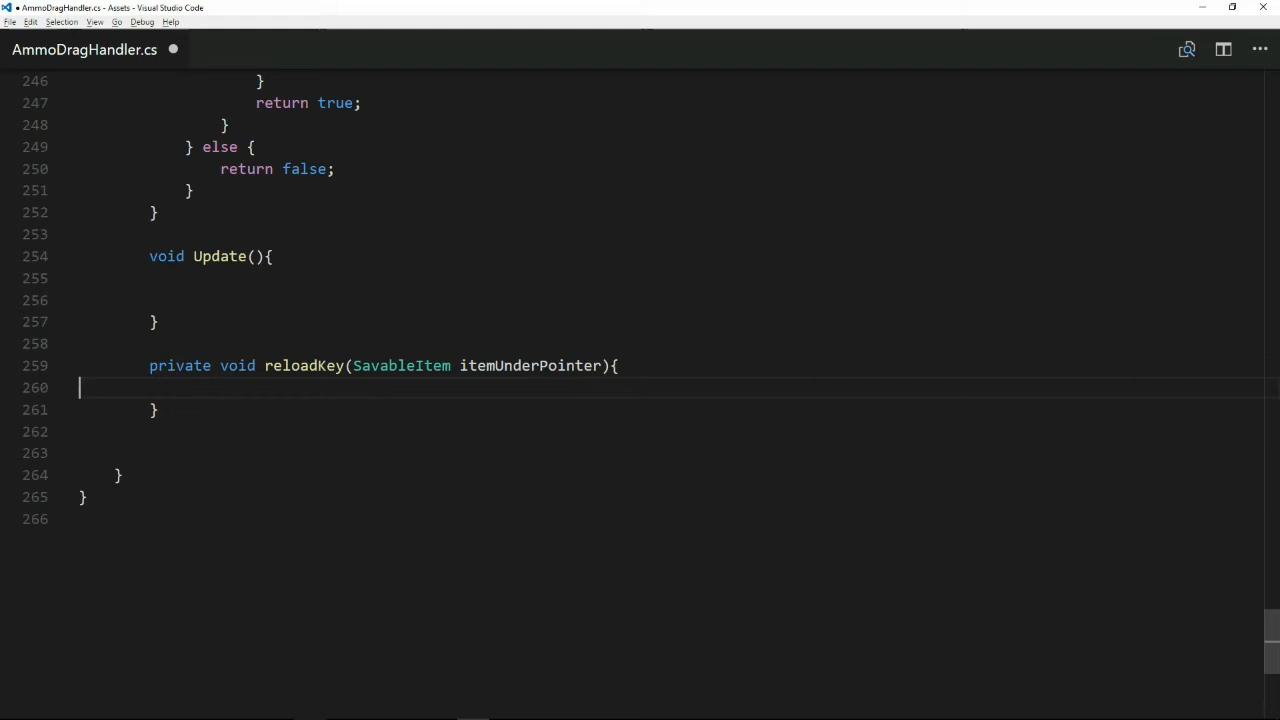 AmmoDragHandler.cs - Assets - Visual Studio Code
File Edit Selection View Go Debug Help
AmmoDragHandler.cs
246 }
247 return true;
248 }
249 } else {
250 return false;
251 }
252 }
253
254 void Update(){
255
256
257 }
258
259 private void reloadKey(SavableItem itemUnderPointer){
260
261 }
262
263
264 }
265 }
266